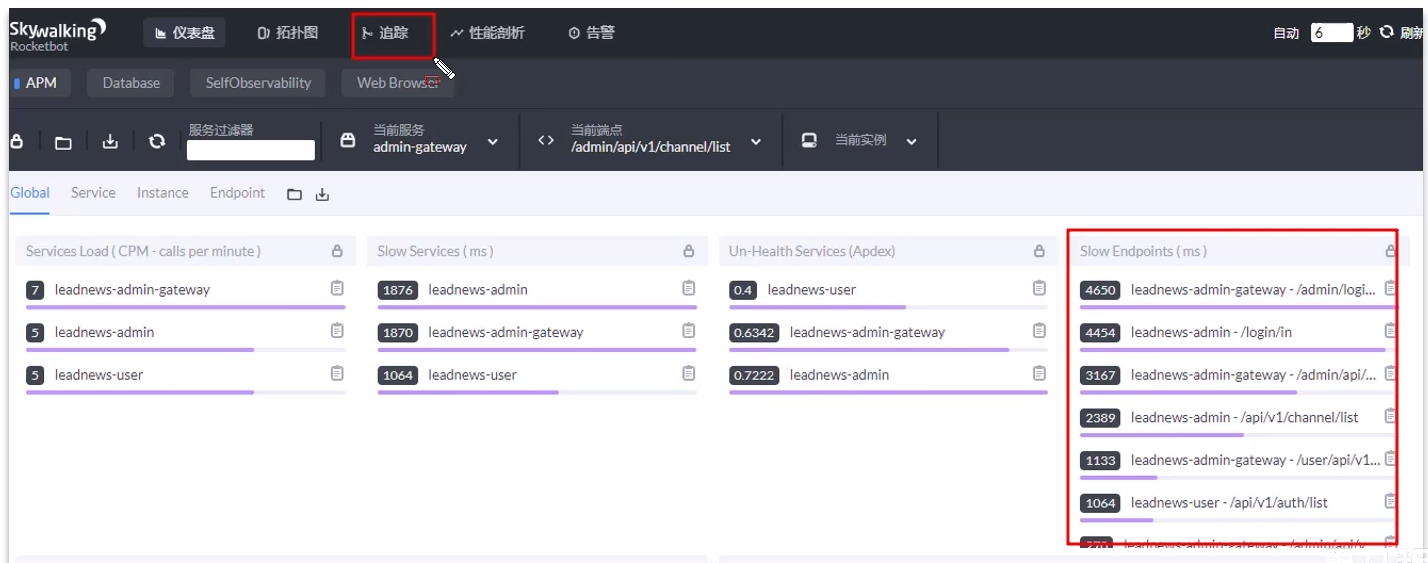 Skywalking
Rocketbot
仪表盘
拓扑图
追踪
性能剖析
告警
自动 6 秒 刷新
APM
Database
SelfObservability
Web Browser
服务过滤器
当前服务
admin-gateway
当前端点
/admin/api/v1/channel/list
当前实例
Global
Service
Instance
Endpoint
Services Load ( CPM - calls per minute )
7 leadnews-admin-gateway
5 leadnews-admin
5 leadnews-user
Slow Services ( ms )
1876 leadnews-admin
1870 leadnews-admin-gateway
1064 leadnews-user
Un-Health Services (Apdex)
0.4 leadnews-user
0.6342 leadnews-admin-gateway
0.7222 leadnews-admin
Slow Endpoints ( ms )
4650 leadnews-admin-gateway - /admin/logi...
4454 leadnews-admin - /login/in
3167 leadnews-admin-gateway - /admin/api/...
2389 leadnews-admin - /api/v1/channel/list
1133 leadnews-admin-gateway - /user/api/v1...
1064 leadnews-user - /api/v1/auth/list
leadnews-admin-gateway - /admin/api/v...